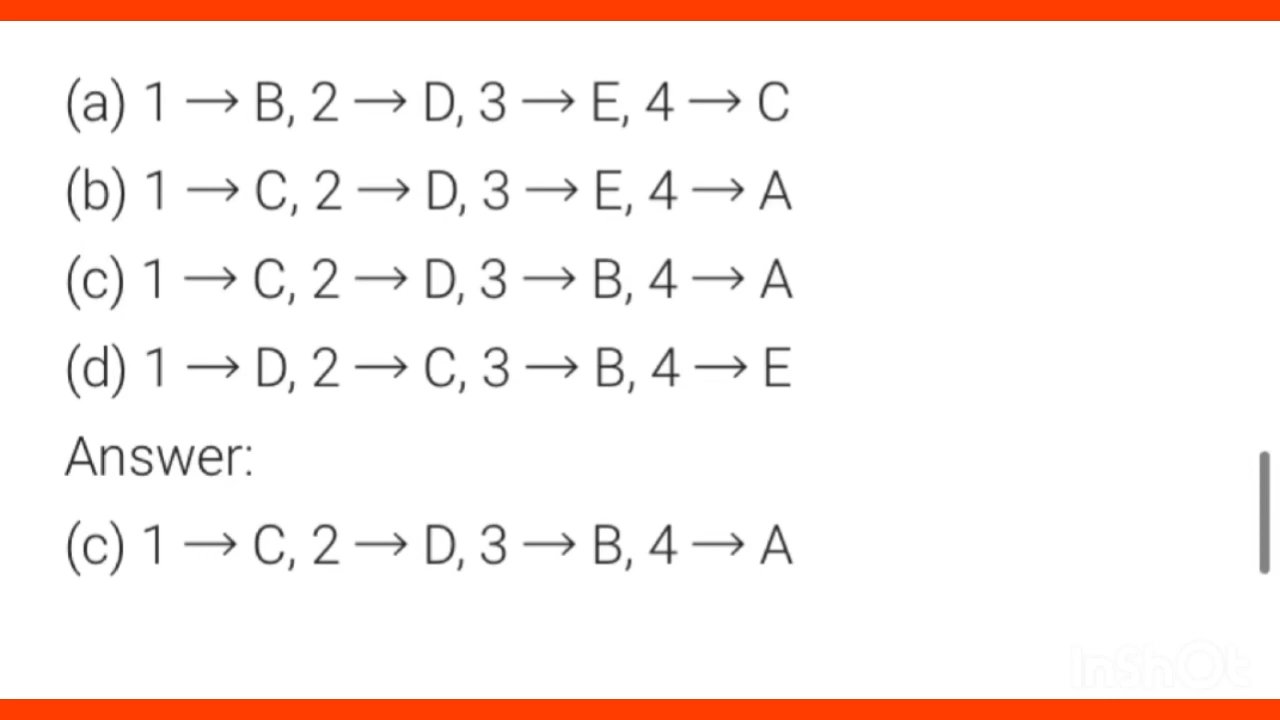 (a) 1 → B, 2 → D, 3 → E, 4 → C
(b) 1 → C, 2 → D, 3 → E, 4 → A
(c) 1 → C, 2 → D, 3 → B, 4 → A
(d) 1 → D, 2 → C, 3 → B, 4 → E
Answer:
(c) 1 → C, 2 → D, 3 → B, 4 → A
InShOt